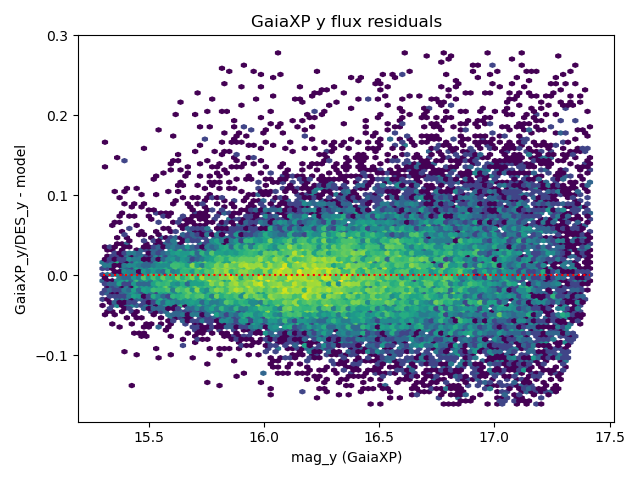 GaiaXP y flux residuals
0.3
0.2
0.1
0.0
−0.1
GaiaXP_y/DES_y - model
15.5 16.0 16.5 17.0 17.5
mag_y (GaiaXP)